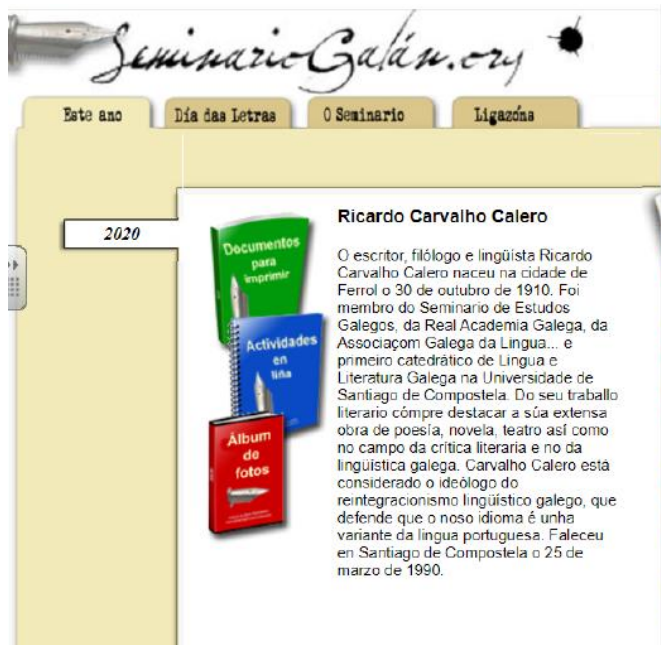 SeminarioGalán.org
Este ano
Día das Letras
O Seminario
Ligazóns
2020
Documentos
para
imprimir
Actividades
en
liña
Álbum
de
fotos
Ricardo Carvalho Calero
O escritor, filólogo e lingüísta Ricardo
Carvalho Calero naceu na cidade de
Ferrol o 30 de outubro de 1910. Foi
membro do Seminario de Estudos
Galegos, da Real Academia Galega, da
Associaçom Galega da Lingua... e
primeiro catedrático de Lingua e
Literatura Galega na Universidade de
Santiago de Compostela. Do seu traballo
literario cómpre destacar a súa extensa
obra de poesía, novela, teatro así como
no campo da crítica literaria e no da
lingüística galega. Carvalho Calero está
considerado o ideólogo do
reintegracionismo lingüístico galego, que
defende que o noso idioma é unha
variante da lingua portuguesa. Faleceu
en Santiago de Compostela o 25 de
marzo de 1990.